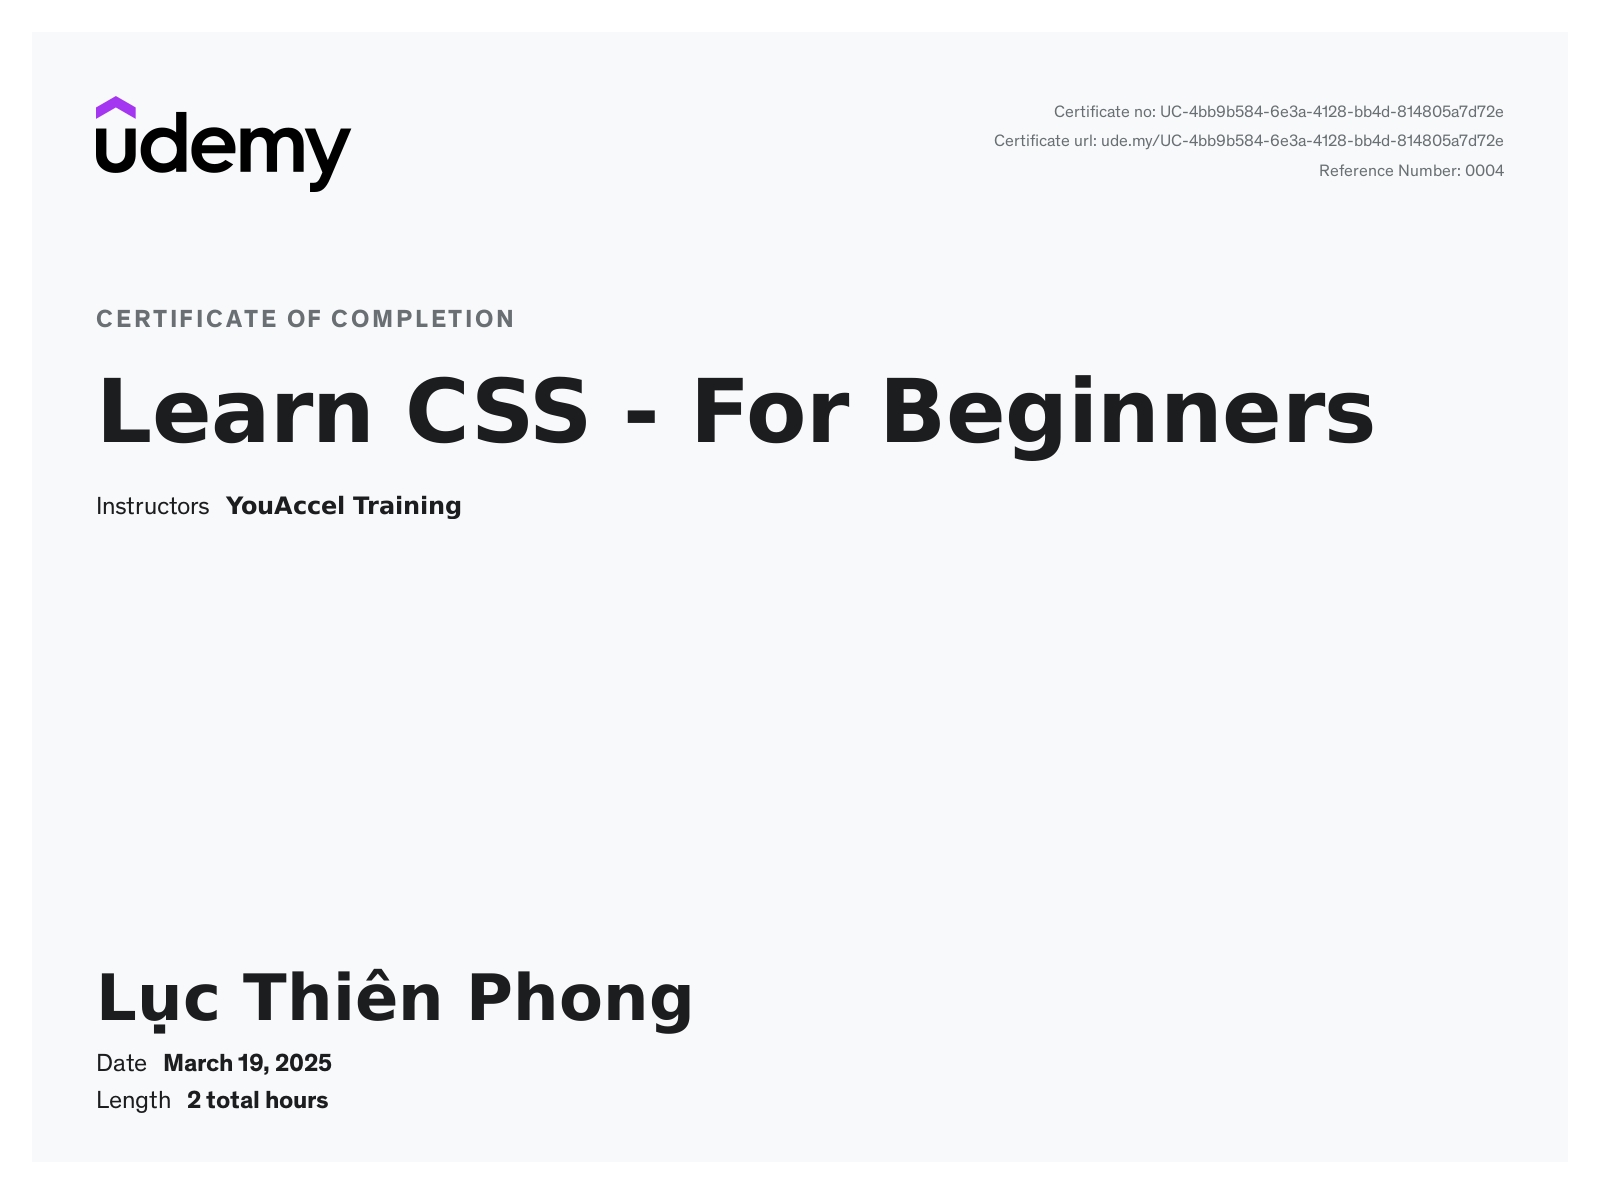 udemy
Certificate no: UC-4bb9b584-6e3a-4128-bb4d-814805a7d72e
Certificate url: ude.my/UC-4bb9b584-6e3a-4128-bb4d-814805a7d72e
Reference Number: 0004
CERTIFICATE OF COMPLETION
Learn CSS - For Beginners
Instructors YouAccel Training
Lục Thiên Phong
Date March 19, 2025
Length 2 total hours